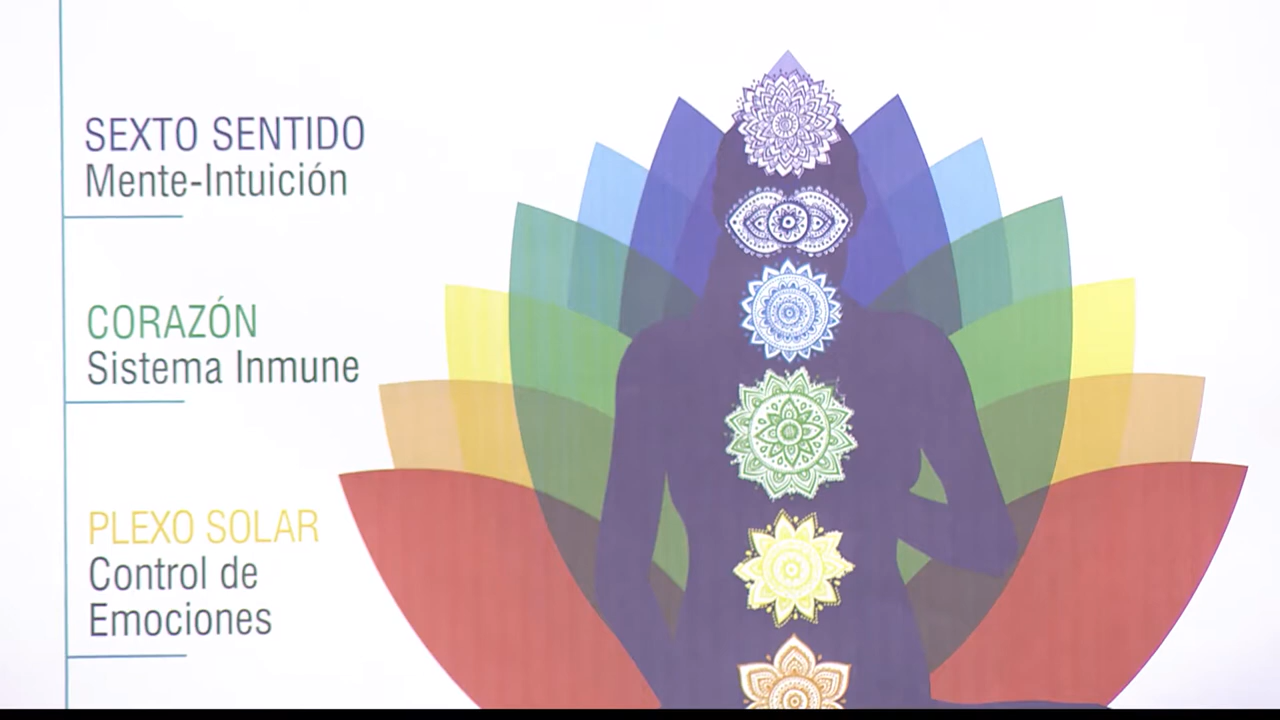 SEXTO SENTIDO
Mente-Intuición
CORAZÓN
Sistema Inmune
PLEXO SOLAR
Control de
Emociones